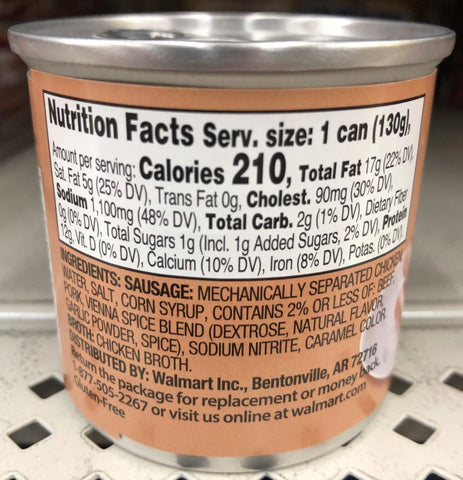 Nutrition Facts Serv. size: 1 can (130g),
Amount per serving: Calories 210, Total Fat 17g (22% DV),
Sat. Fat 5g (25% DV), Trans Fat 0g, Cholest. 90mg (30% DV),
Sodium 1,100mg (48% DV), Total Carb. 2g (1% DV), Dietary Fiber
0g (0% DV), Total Sugars 1g (Incl. 1g Added Sugars, 2% DV), Protein
12g, Vit. D (0% DV), Calcium (10% DV), Iron (8% DV), Potas. (0% DV).
INGREDIENTS: SAUSAGE: MECHANICALLY SEPARATED CHICKEN,
WATER, SALT, CORN SYRUP, CONTAINS 2% OR LESS OF: BEEF,
PORK, VIENNA SPICE BLEND (DEXTROSE, NATURAL FLAVOR,
GARLIC POWDER, SPICE), SODIUM NITRITE, CARAMEL COLOR.
BROTH: CHICKEN BROTH.
DISTRIBUTED BY: Walmart Inc., Bentonville, AR 72716
Return the package for replacement or money back.
1-877-505-2267 or visit us online at walmart.com
Gluten-Free